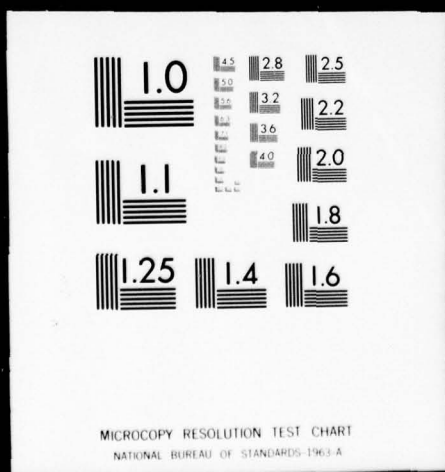 1.0 4.5 2.8 2.5
5.0
5.6 3.2 2.2
3.6
1.1 4.0 2.0
1.8
1.25 1.4 1.6
MICROCOPY RESOLUTION TEST CHART
NATIONAL BUREAU OF STANDARDS-1963-A